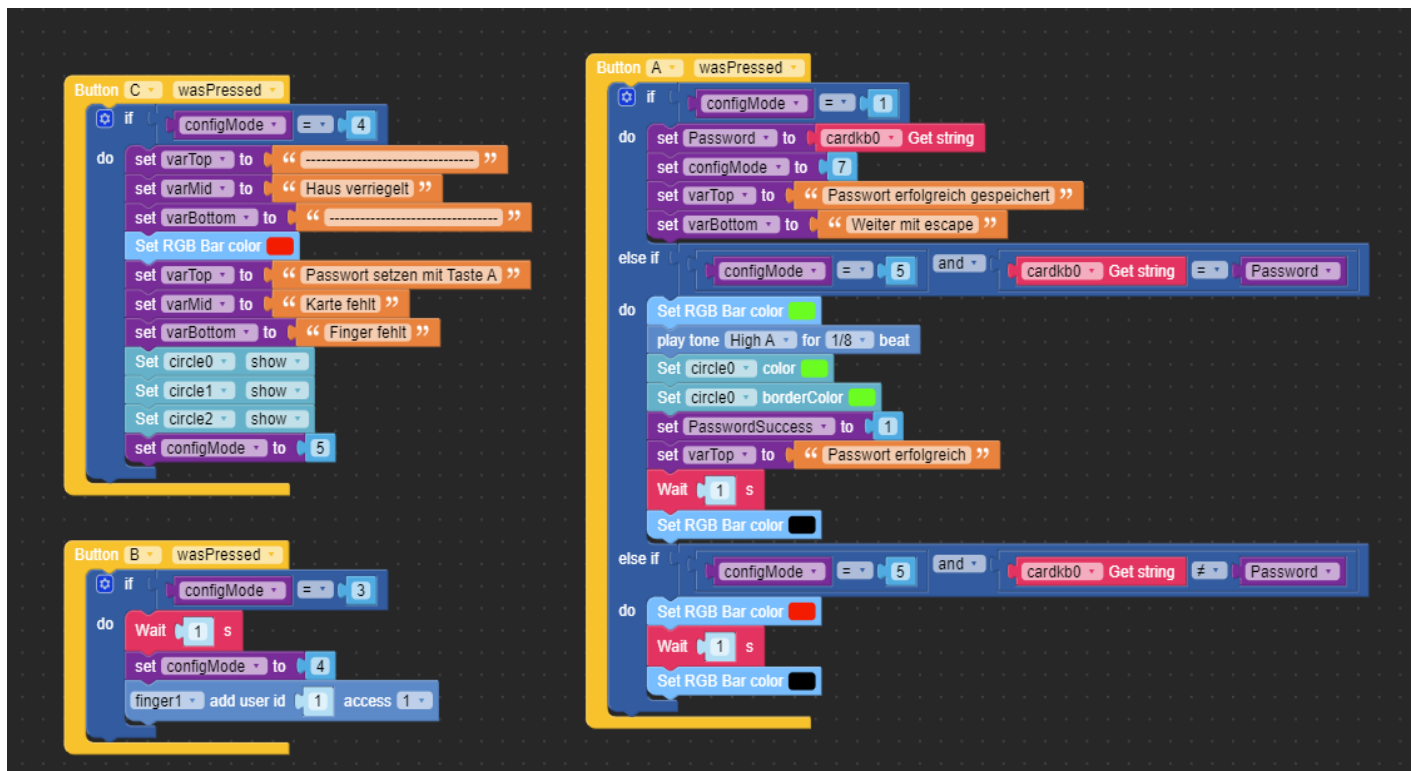 Button C wasPressed
if configMode = 4
do set varTop to “ --------------------------------- ”
set varMid to “ Haus verriegelt ”
set varBottom to “ --------------------------------- ”
Set RGB Bar color
set varTop to “ Passwort setzen mit Taste A ”
set varMid to “ Karte fehlt ”
set varBottom to “ Finger fehlt ”
Set circle0 show
Set circle1 show
Set circle2 show
set configMode to 5
Button B wasPressed
if configMode = 3
do Wait 1 s
set configMode to 4
finger1 add user id 1 access 1
Button A wasPressed
if configMode = 1
do set Password to cardkb0 Get string
set configMode to 7
set varTop to “ Passwort erfolgreich gespeichert ”
set varBottom to “ Weiter mit escape ”
else if configMode = 5 and cardkb0 Get string = Password
do Set RGB Bar color
play tone High A for 1/8 beat
Set circle0 color
Set circle0 borderColor
set PasswordSuccess to 1
set varTop to “ Passwort erfolgreich ”
Wait 1 s
Set RGB Bar color
else if configMode = 5 and cardkb0 Get string ≠ Password
do Set RGB Bar color
Wait 1 s
Set RGB Bar color